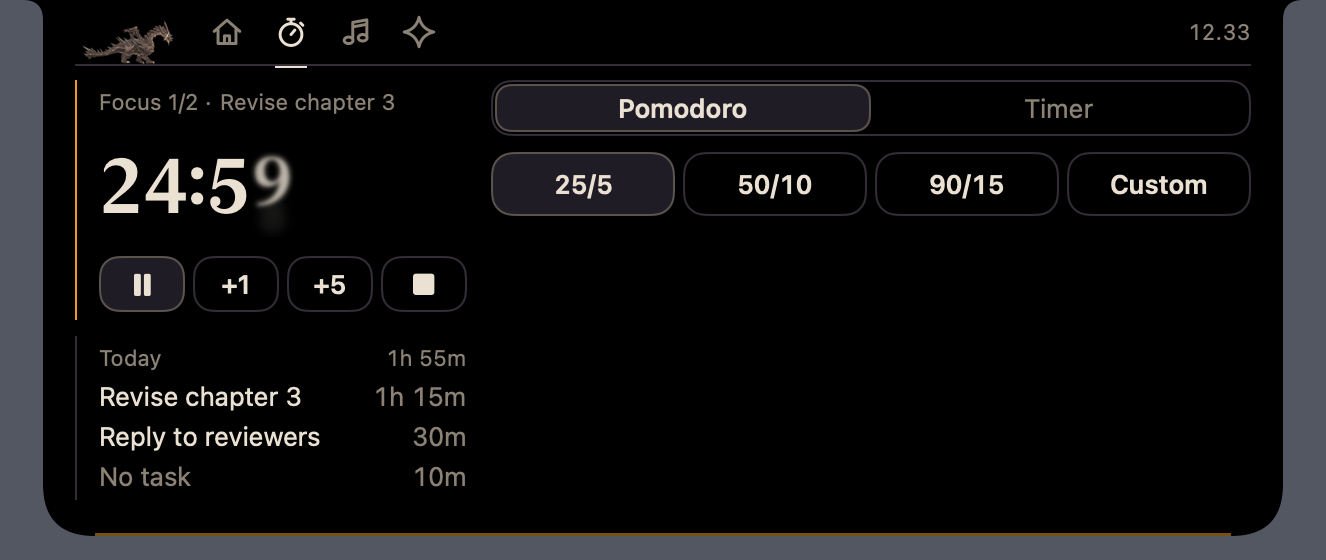 12.33
Focus 1/2 · Revise chapter 3
24:59
+1 +5
Today 1h 55m
Revise chapter 3 1h 15m
Reply to reviewers 30m
No task 10m
Pomodoro Timer
25/5 50/10 90/15 Custom